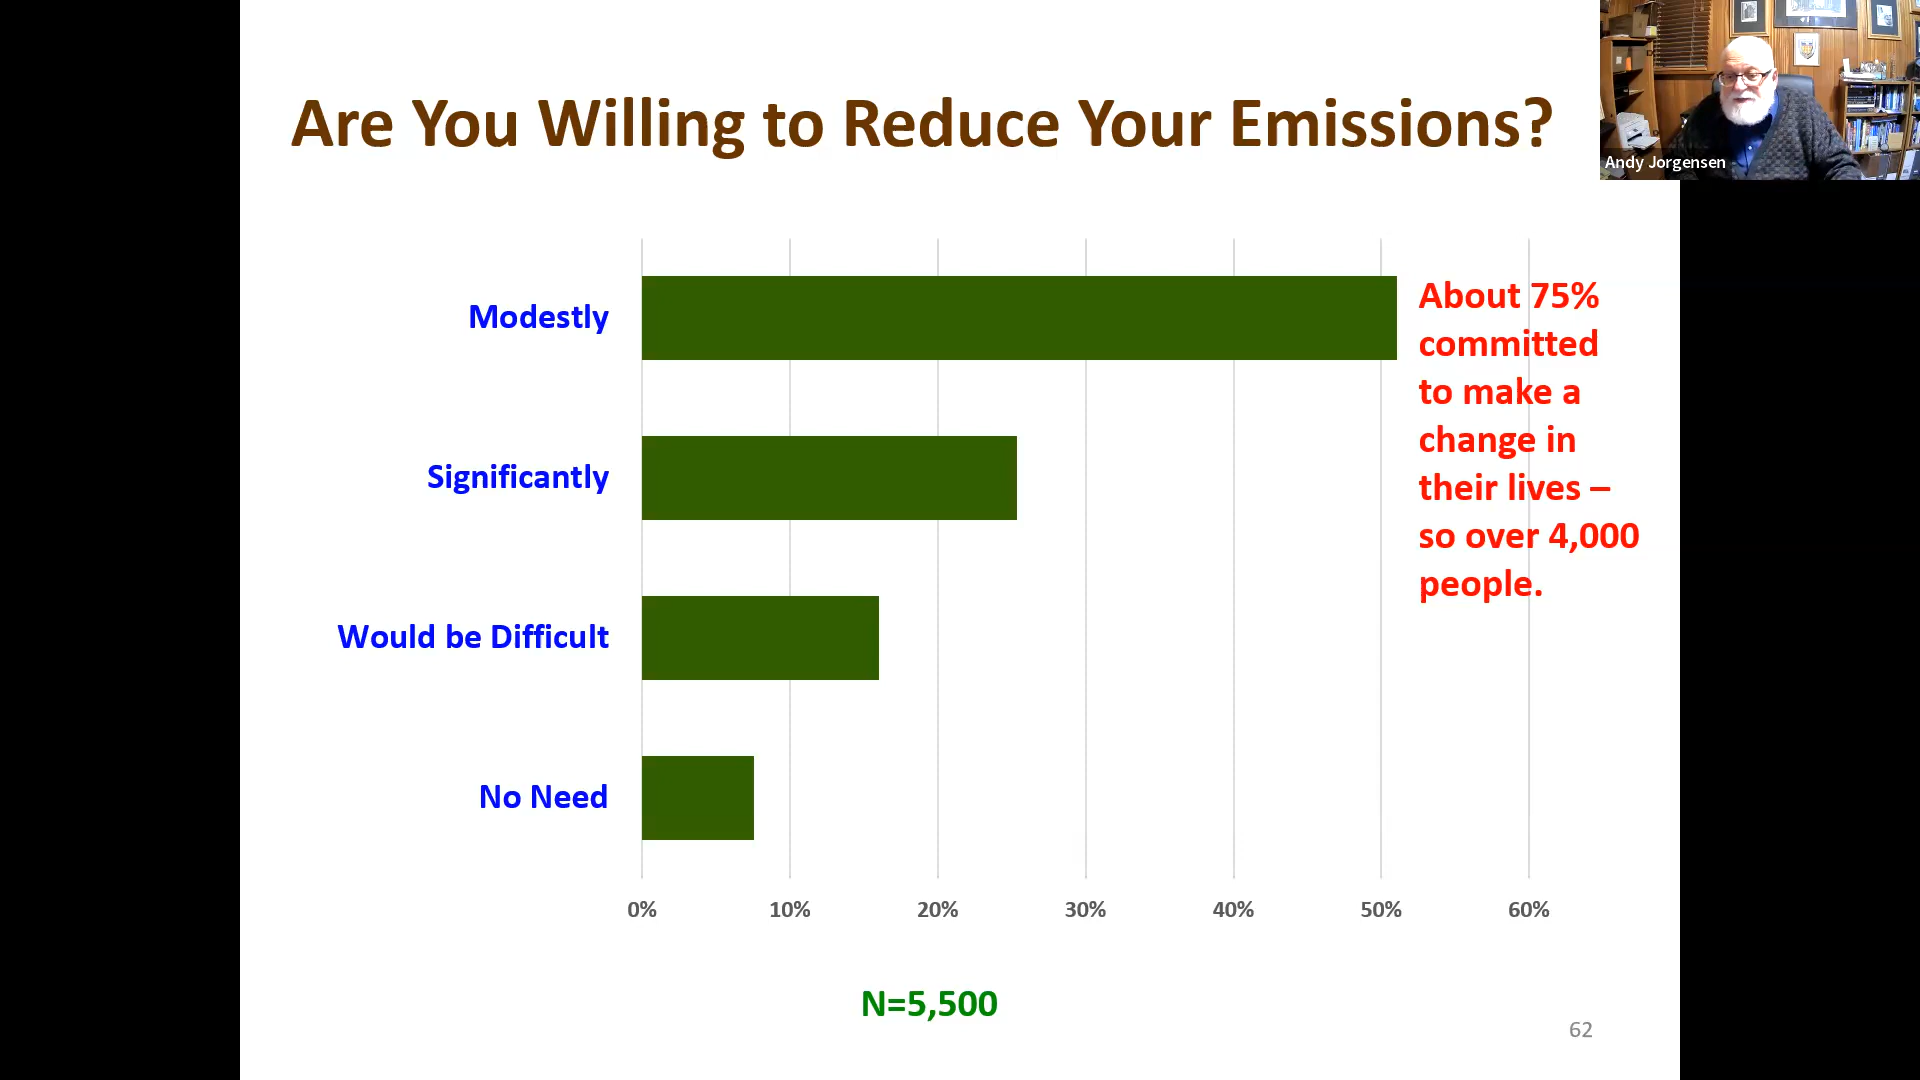 Are You Willing to Reduce Your Emissions?
Andy Jorgensen
Modestly
Significantly
Would be Difficult
No Need
About 75%
committed
to make a
change in
their lives –
so over 4,000
people.
0% 10% 20% 30% 40% 50% 60%
N=5,500
62